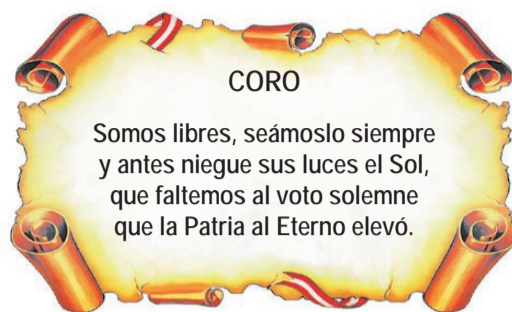 CORO
Somos libres, seámoslo siempre
y antes niegue sus luces el Sol,
que faltemos al voto solemne
que la Patria al Eterno elevó.